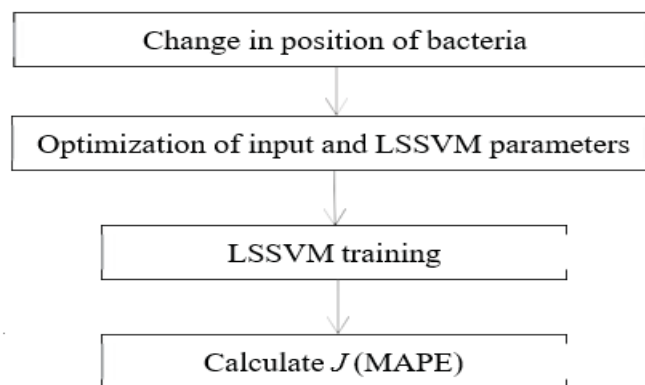 Change in position of bacteria
Optimization of input and LSSVM parameters
LSSVM training
Calculate J (MAPE)